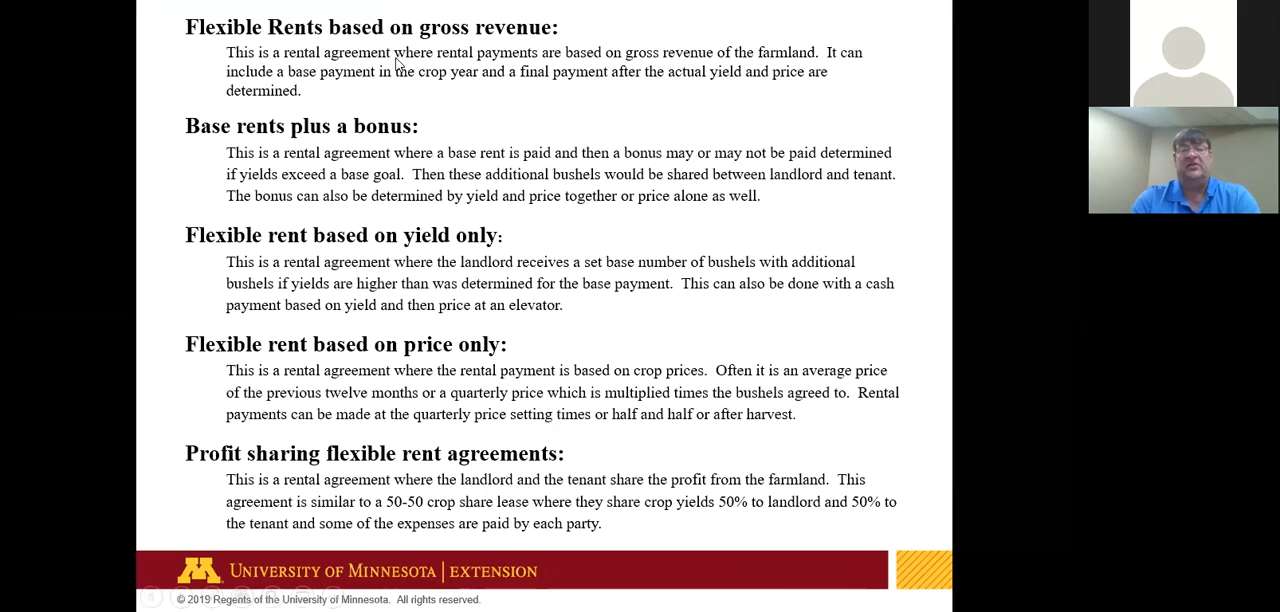 Flexible Rents based on gross revenue:
This is a rental agreement where rental payments are based on gross revenue of the farmland.  It can
include a base payment in the crop year and a final payment after the actual yield and price are
determined.
Base rents plus a bonus:
This is a rental agreement where a base rent is paid and then a bonus may or may not be paid determined
if yields exceed a base goal.  Then these additional bushels would be shared between landlord and tenant.
The bonus can also be determined by yield and price together or price alone as well.
Flexible rent based on yield only:
This is a rental agreement where the landlord receives a set base number of bushels with additional
bushels if yields are higher than was determined for the base payment.  This can also be done with a cash
payment based on yield and then price at an elevator.
Flexible rent based on price only:
This is a rental agreement where the rental payment is based on crop prices.  Often it is an average price
of the previous twelve months or a quarterly price which is multiplied times the bushels agreed to.  Rental
payments can be made at the quarterly price setting times or half and half or after harvest.
Profit sharing flexible rent agreements:
This is a rental agreement where the landlord and the tenant share the profit from the farmland.  This
agreement is similar to a 50-50 crop share lease where they share crop yields 50% to landlord and 50% to
the tenant and some of the expenses are paid by each party.
M UNIVERSITY OF MINNESOTA | EXTENSION
© 2019 Regents of the University of Minnesota.  All rights reserved.